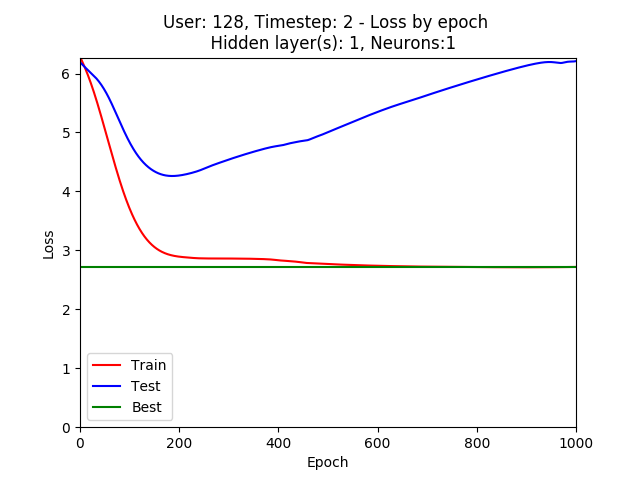 User: 128, Timestep: 2 - Loss by epoch
Hidden layer(s): 1, Neurons:1
6
5
4
3
2
1
0
Loss
Train
Test
Best
0 200 400 600 800 1000
Epoch